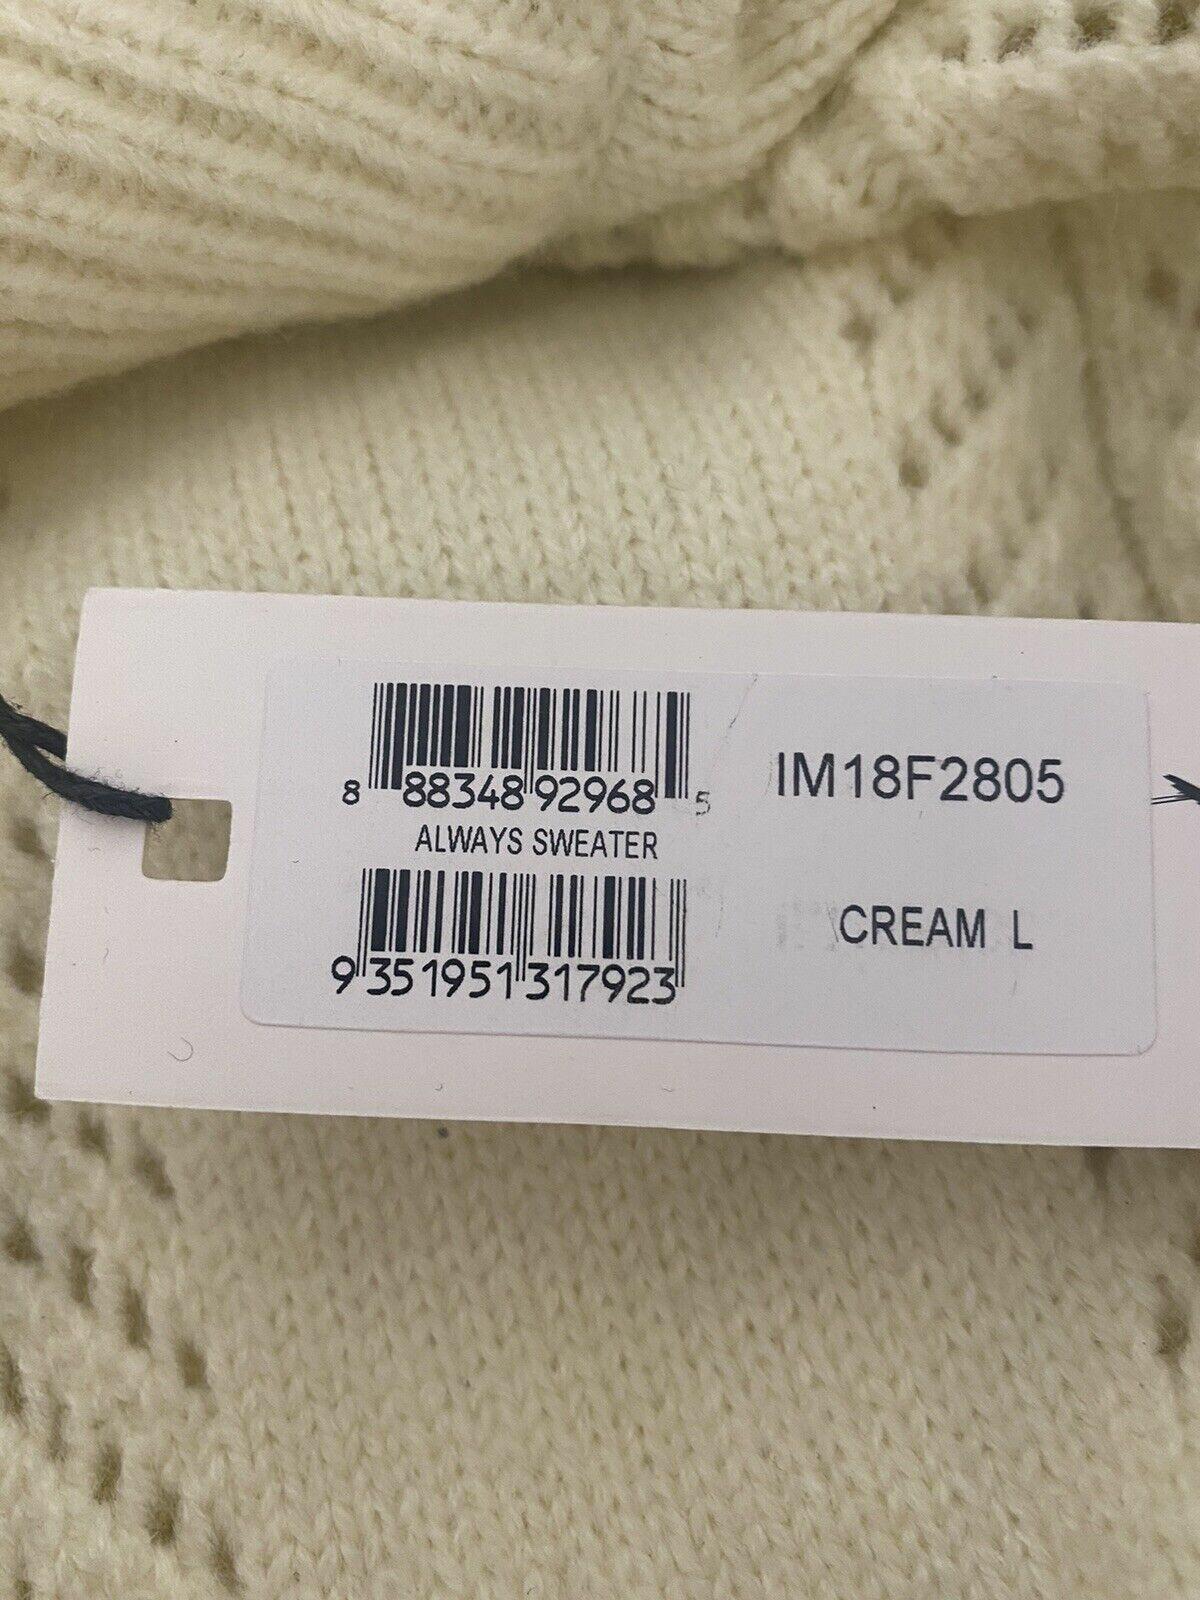 8 88348 92968 5
ALWAYS SWEATER
9 351951 317923
IM18F2805
CREAM L